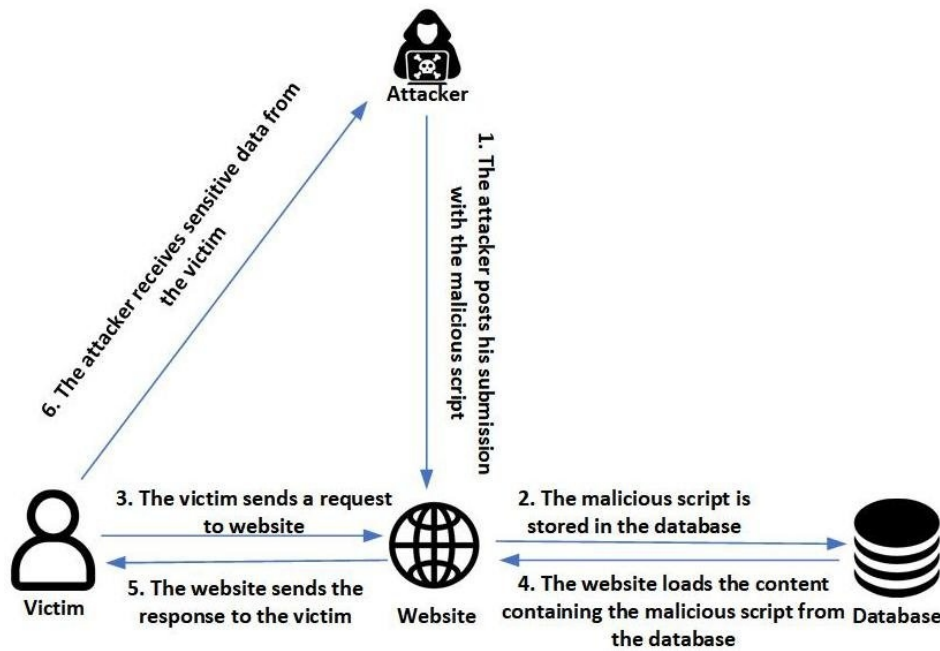 Attacker
1. The attacker posts his submission
with the malicious script
6. The attacker receives sensitive data from
the victim
3. The victim sends a request
to website
2. The malicious script is
stored in the database
5. The website sends the
response to the victim
4. The website loads the content
containing the malicious script from
the database
Victim
Website
Database